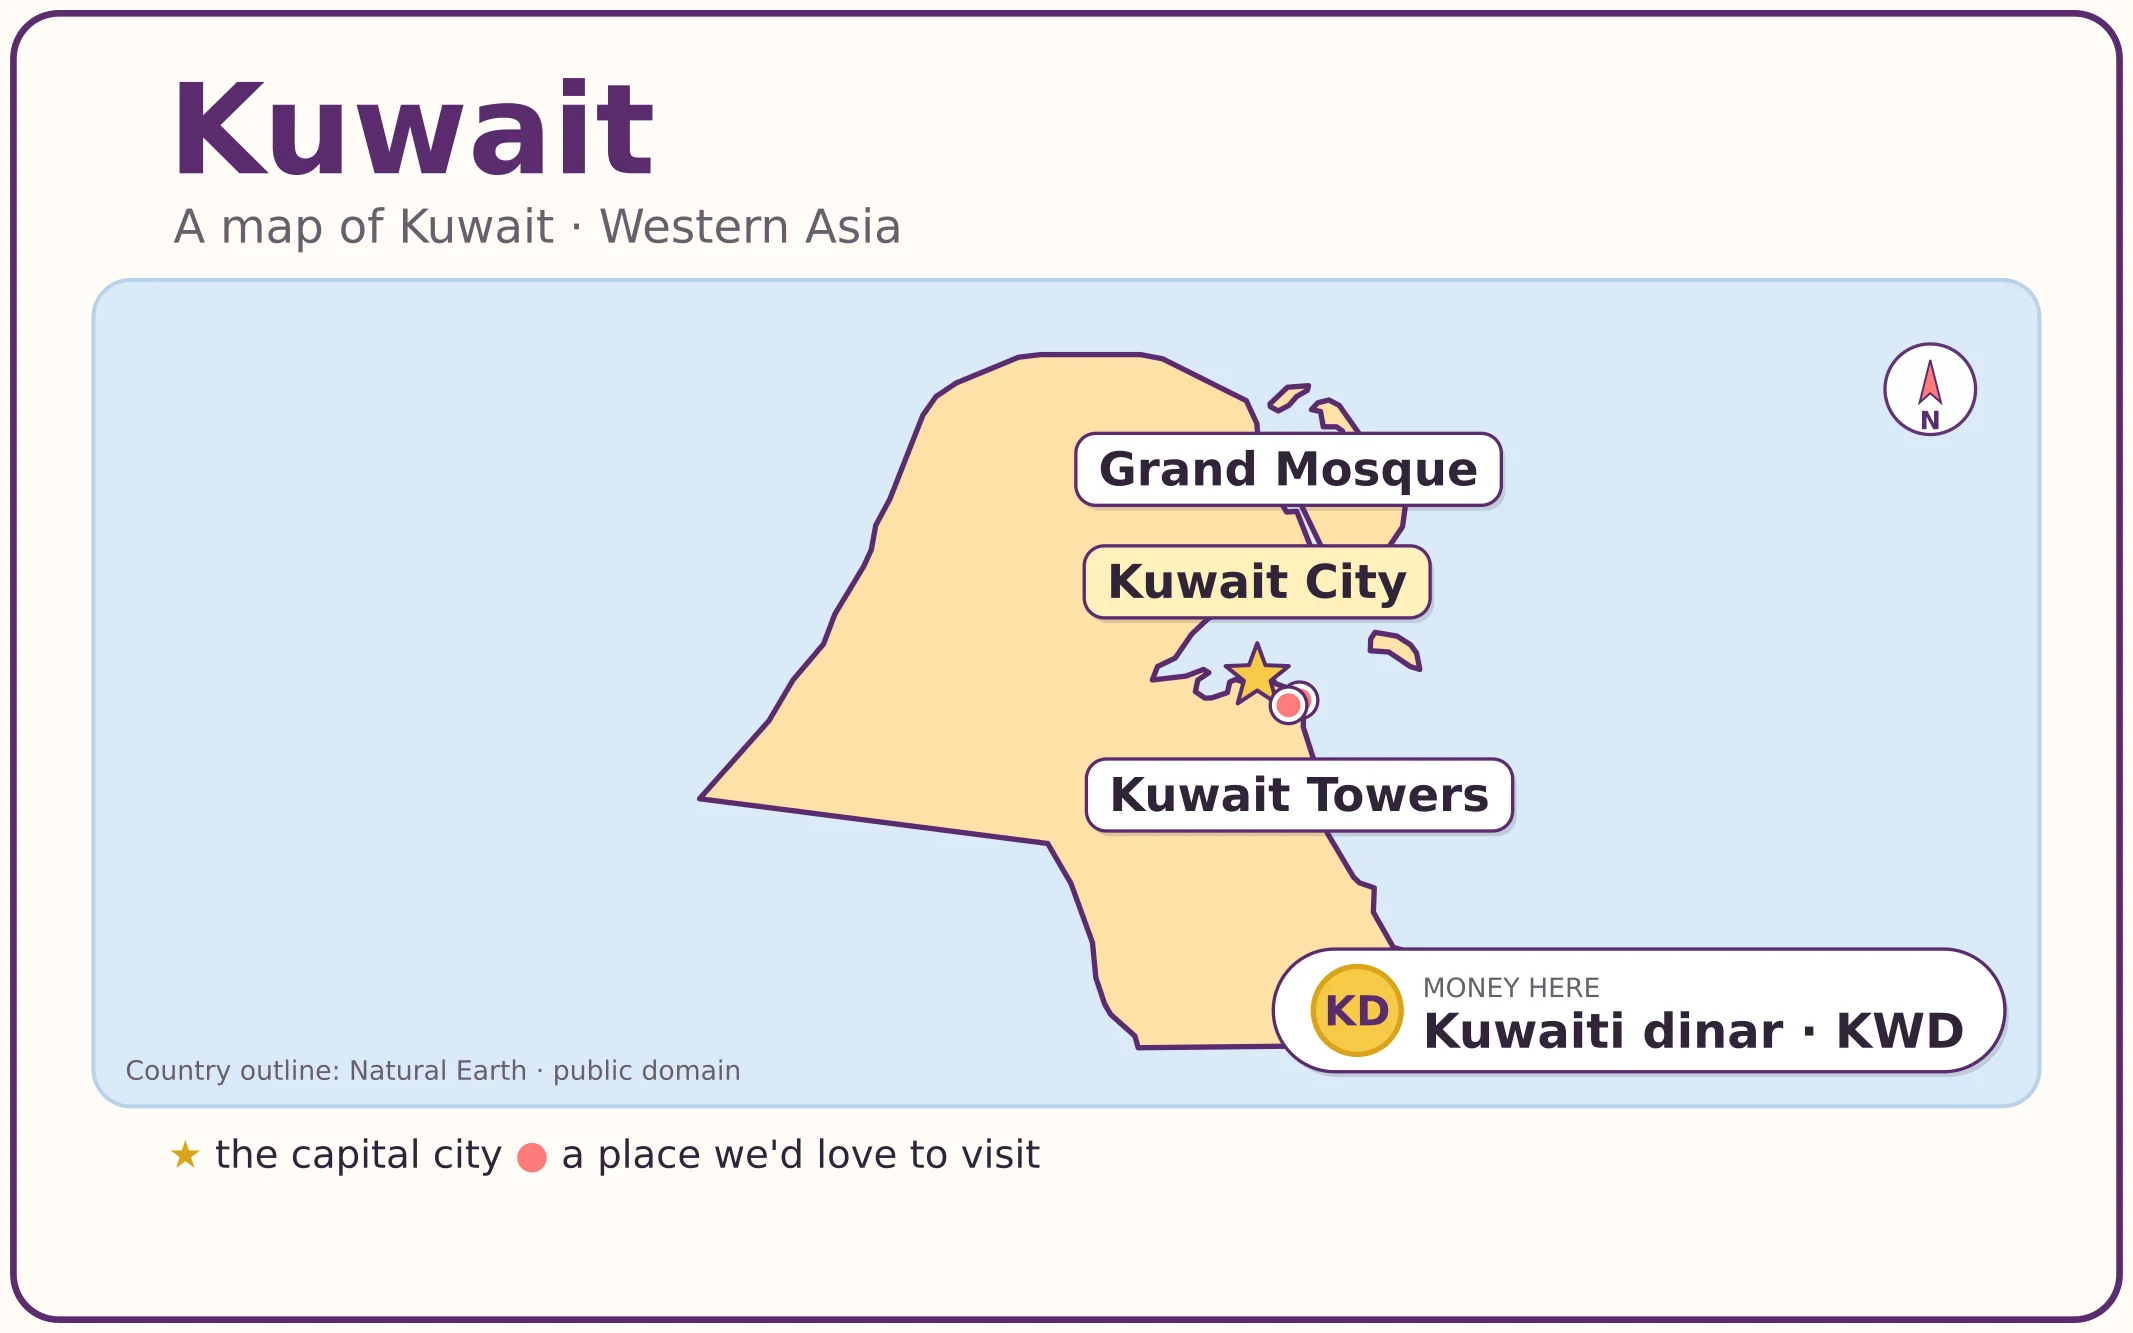 Kuwait
A map of Kuwait · Western Asia
N
Grand Mosque
Kuwait City
Kuwait Towers
KD
MONEY HERE
Kuwaiti dinar · KWD
Country outline: Natural Earth · public domain
★ the capital city ● a place we'd love to visit